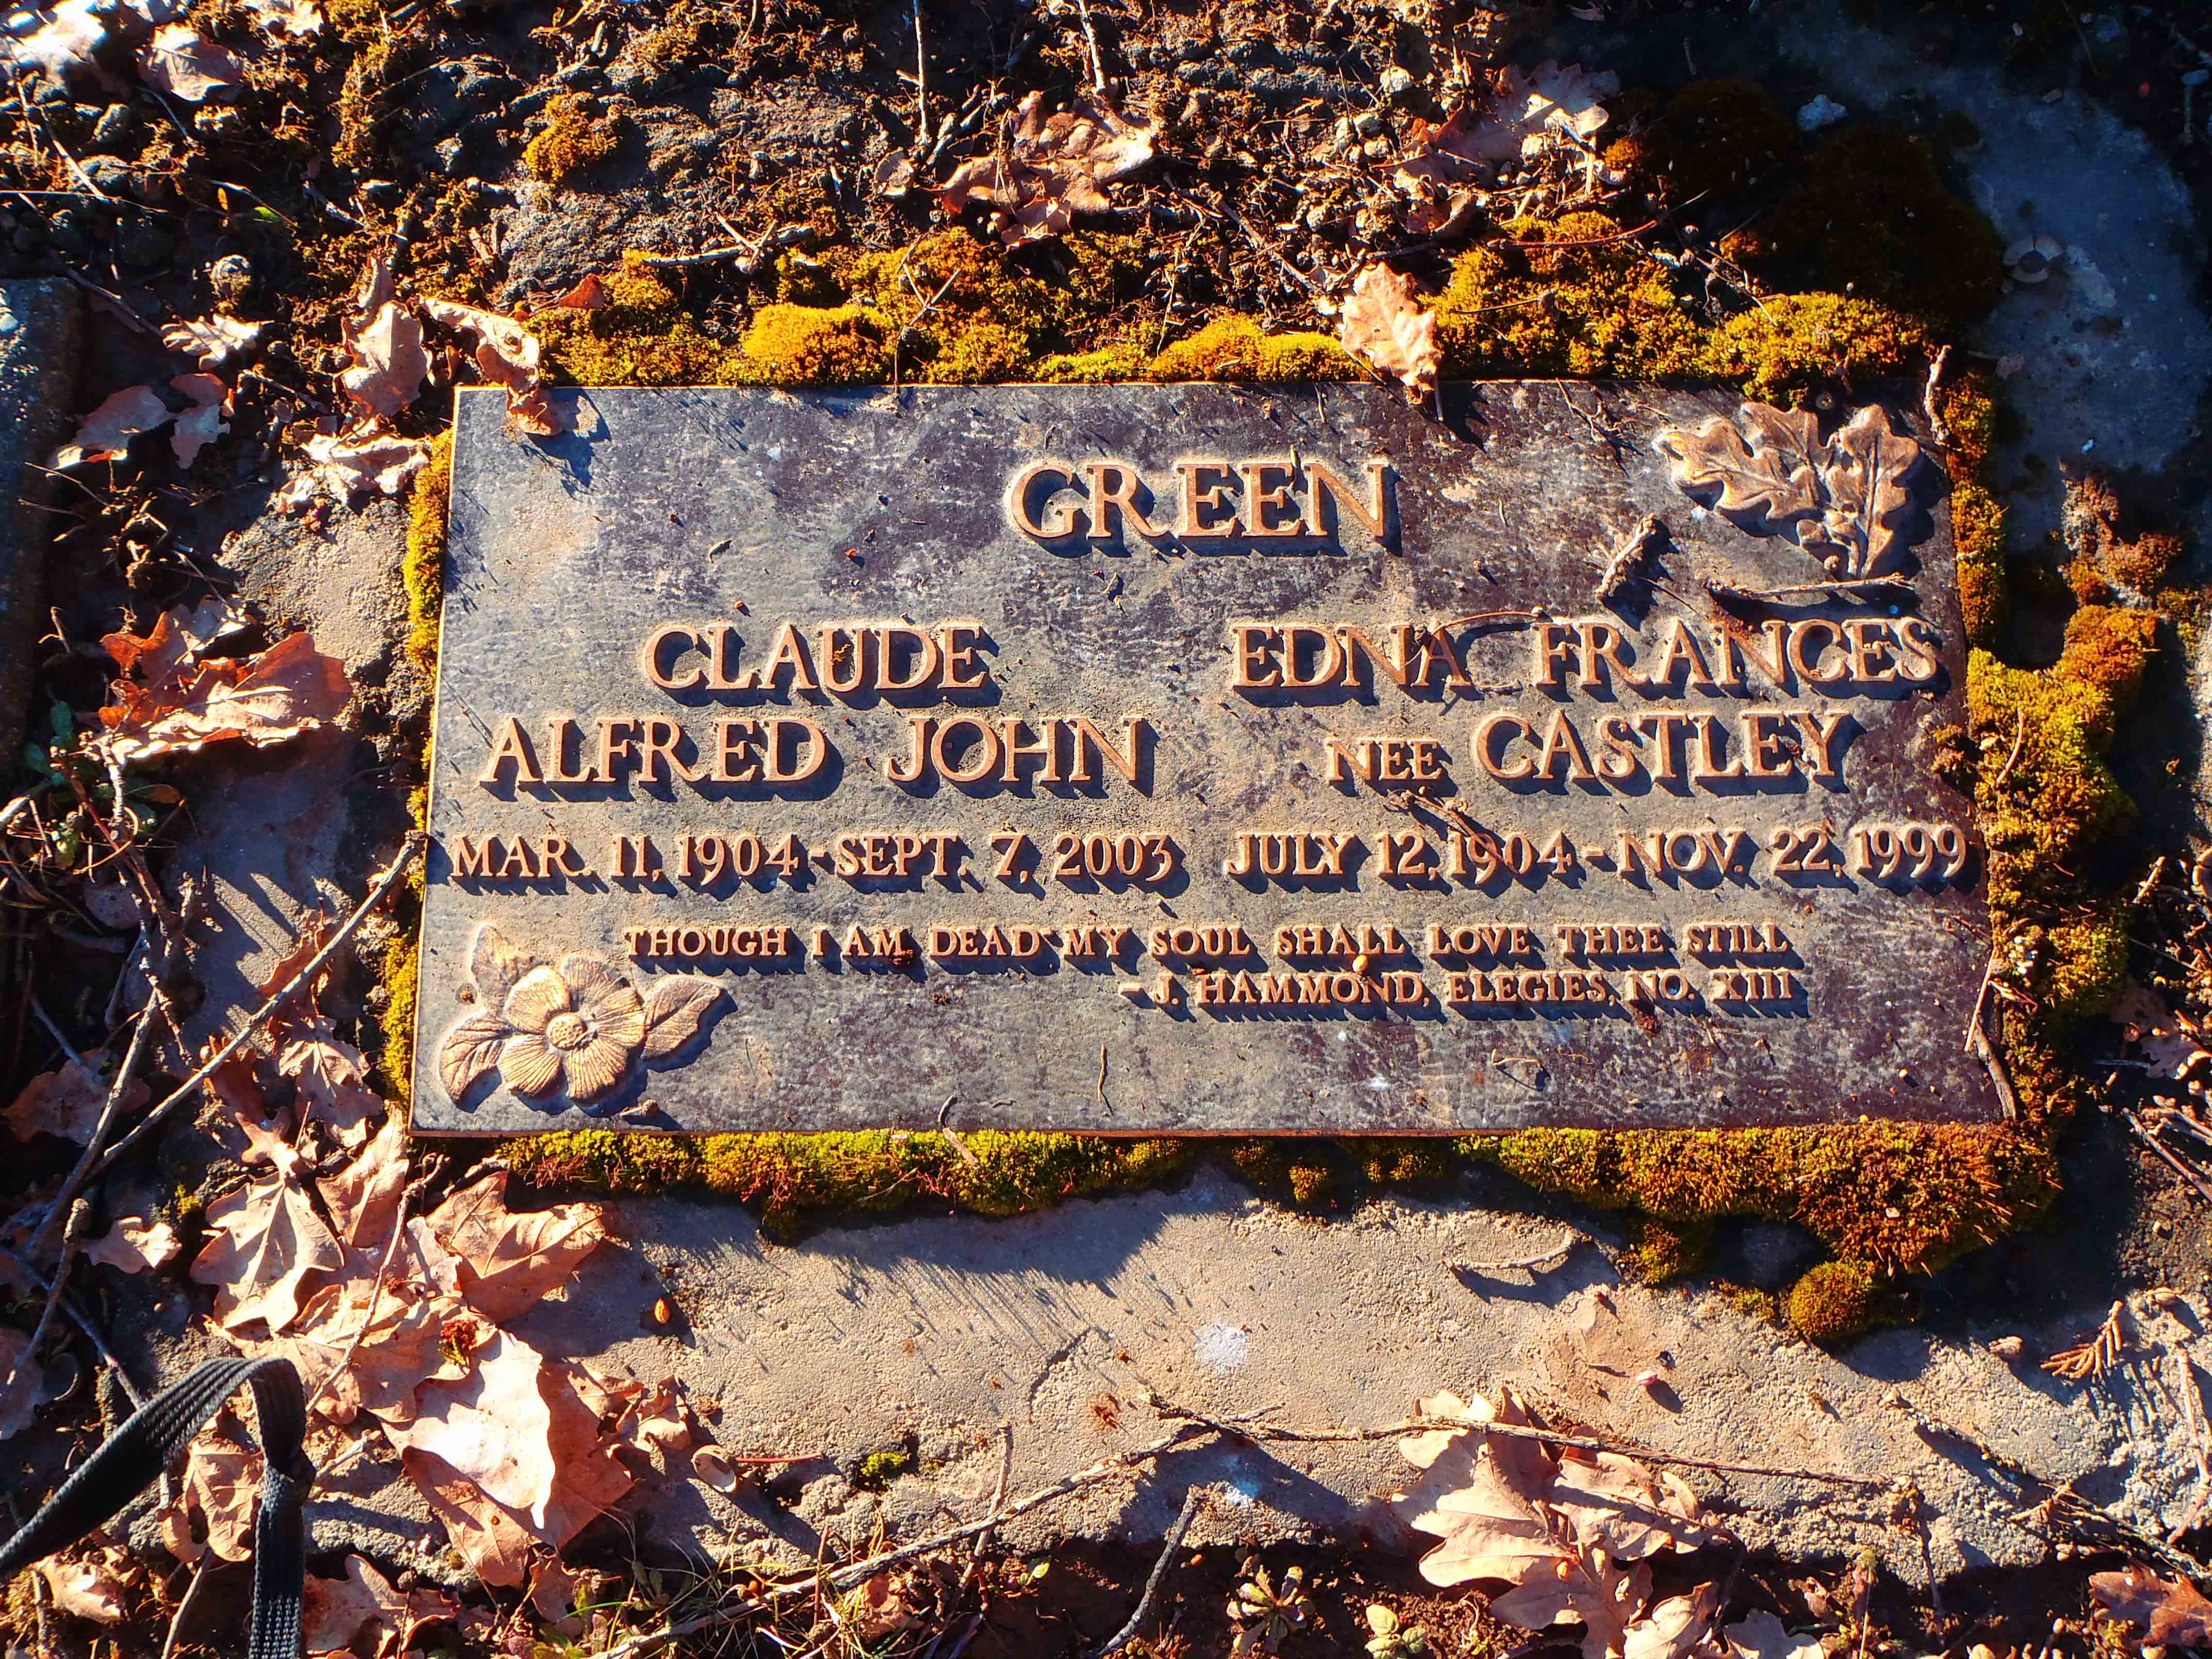 GREEN
CLAUDE
ALFRED JOHN
MAR. 11, 1904 - SEPT. 7, 2003
EDNA FRANCES
NEE CASTLEY
JULY 12, 1904 - NOV. 22, 1999
THOUGH I AM DEAD MY SOUL SHALL LOVE THEE STILL
- J. HAMMOND, ELEGIES, NO. XIII